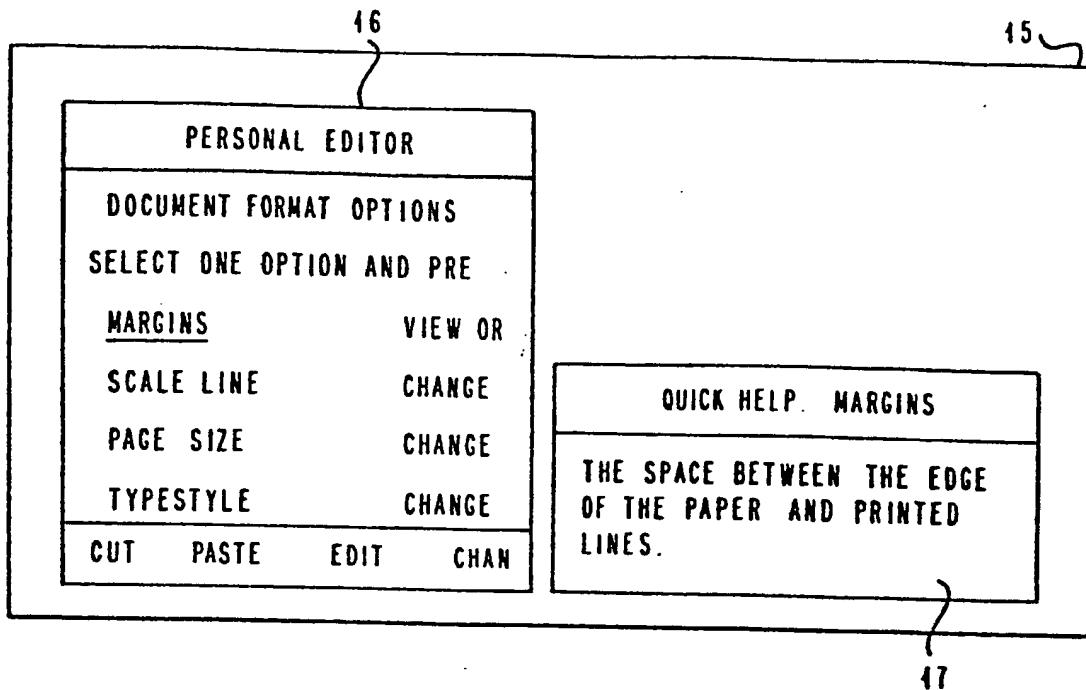 16
15
PERSONAL EDITOR
DOCUMENT FORMAT OPTIONS
SELECT ONE OPTION AND PRE
MARGINS VIEW OR
SCALE LINE CHANGE
PAGE SIZE CHANGE
TYPESTYLE CHANGE
CUT PASTE EDIT CHAN
QUICK HELP. MARGINS
THE SPACE BETWEEN THE EDGE
OF THE PAPER AND PRINTED
LINES.
17